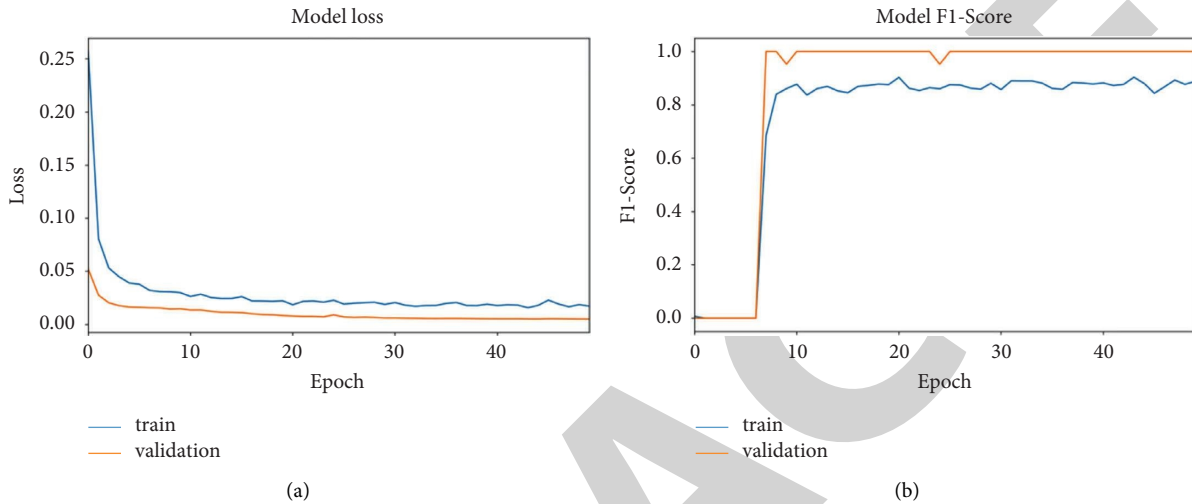 Model loss
0.25
0.20
0.15
0.10
0.05
0.00
Loss
0 10 20 30 40
Epoch
train
validation
(a)
Model F1-Score
1.0
0.8
0.6
0.4
0.2
0.0
F1-Score
0 10 20 30 40
Epoch
train
validation
(b)